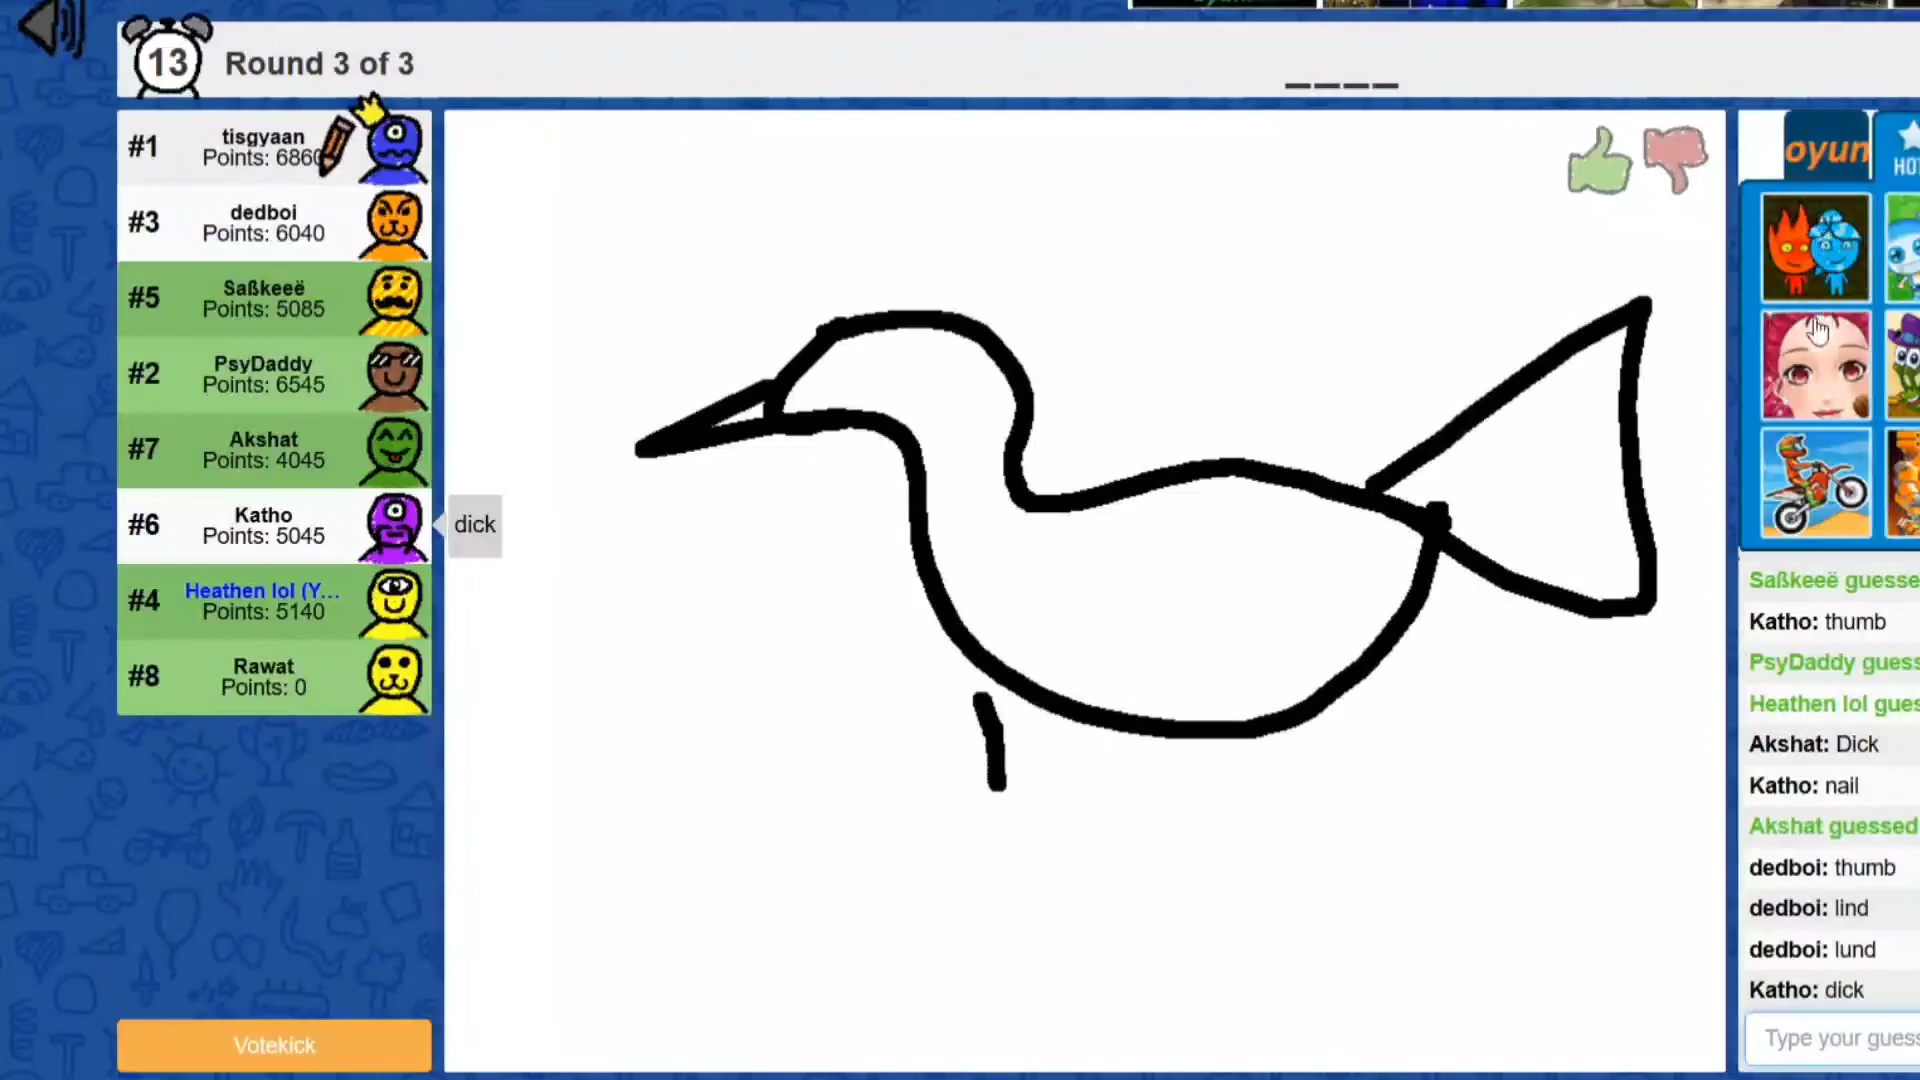 13
Round 3 of 3
____
#1
tisgyaan
Points: 6860
#3
dedboi
Points: 6040
#5
Saßkeeë
Points: 5085
#2
PsyDaddy
Points: 6545
#7
Akshat
Points: 4045
#6
Katho
Points: 5045
dick
#4
Heathen lol (Y...
Points: 5140
#8
Rawat
Points: 0
Votekick
oyun
HOT
Saßkeeë guesse
Katho: thumb
PsyDaddy guess
Heathen lol gues
Akshat: Dick
Katho: nail
Akshat guessed
dedboi: thumb
dedboi: lind
dedboi: lund
Katho: dick
Type your guess